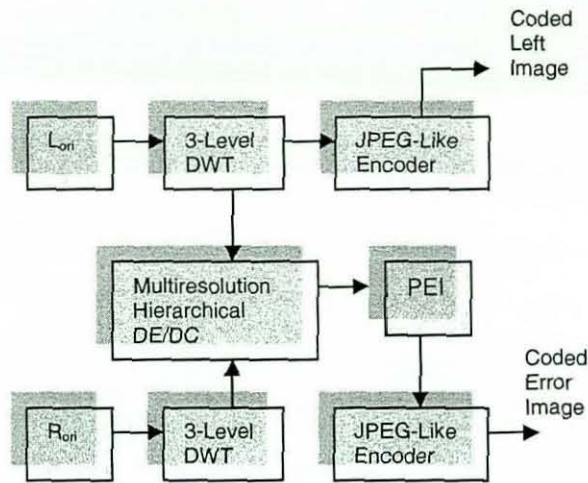 Coded
Left
Image
L_ori
3-Level
DWT
JPEG-Like
Encoder
Multiresolution
Hierarchical
DE/DC
PEI
Coded
Error
Image
R_ori
3-Level
DWT
JPEG-Like
Encoder